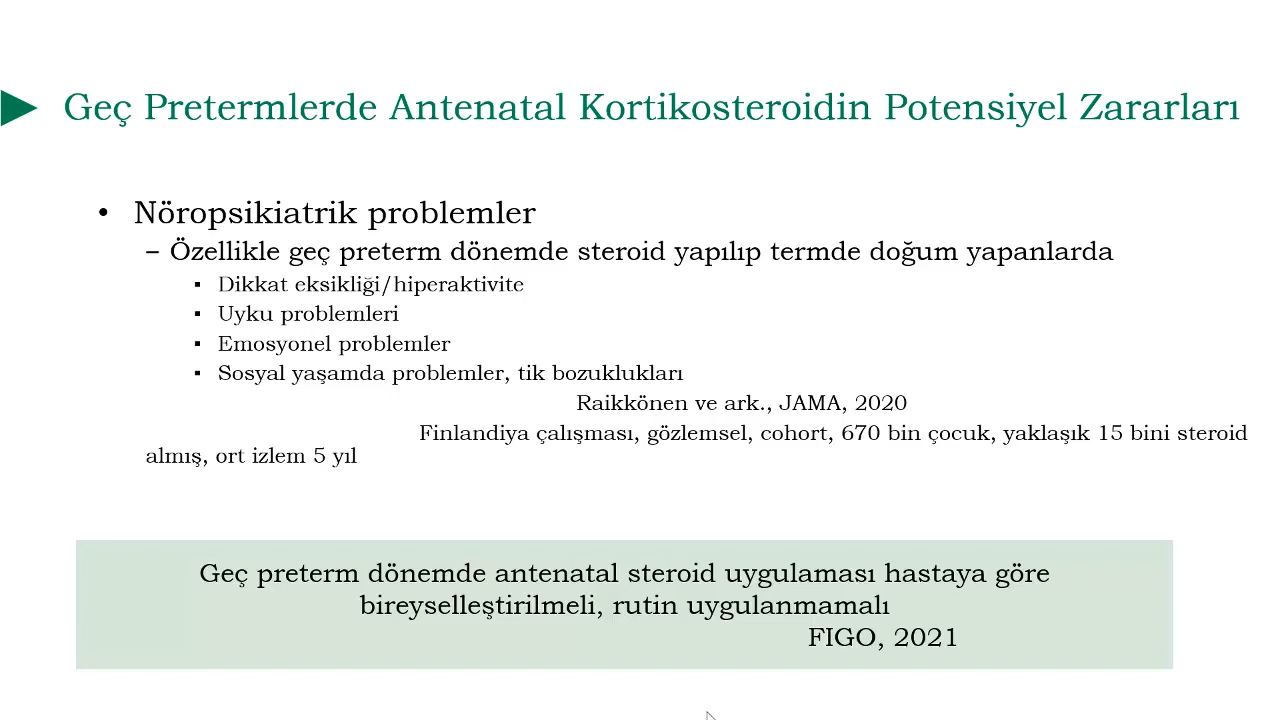 Geç Pretermlerde Antenatal Kortikosteroidin Potensiyel Zararları
• Nöropsikiatrik problemler
– Özellikle geç preterm dönemde steroid yapılıp termde doğum yapanlarda
▪ Dikkat eksikliği/hiperaktivite
▪ Uyku problemleri
▪ Emosyonel problemler
▪ Sosyal yaşamda problemler, tik bozuklukları
Raikkönen ve ark., JAMA, 2020
Finlandiya çalışması, gözlemsel, cohort, 670 bin çocuk, yaklaşık 15 bini steroid
almış, ort izlem 5 yıl
Geç preterm dönemde antenatal steroid uygulaması hastaya göre
bireyselleştirilmeli, rutin uygulanmamalı
FIGO, 2021